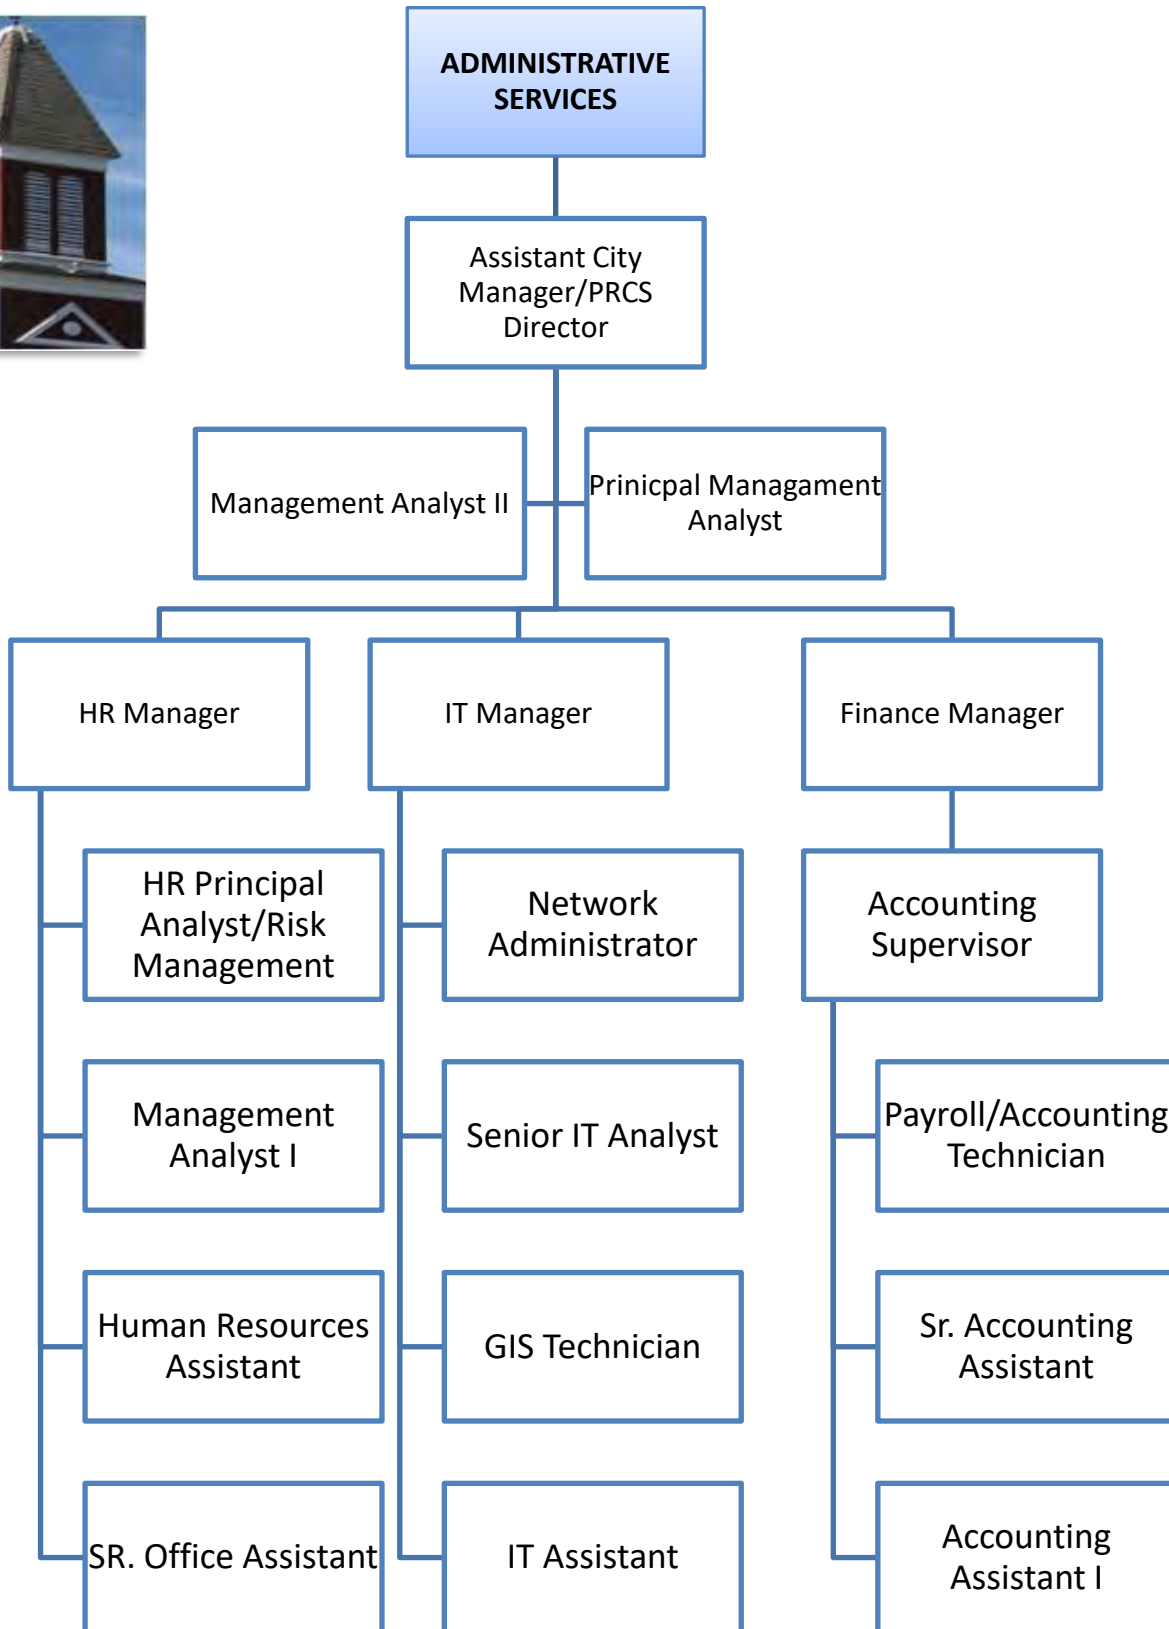 ADMINISTRATIVE
SERVICES
Assistant City
Manager/PRCS
Director
Management Analyst II
Prinicpal Managament
Analyst
HR Manager
IT Manager
Finance Manager
HR Principal
Analyst/Risk
Management
Network
Administrator
Accounting
Supervisor
Management
Analyst I
Senior IT Analyst
Payroll/Accounting
Technician
Human Resources
Assistant
GIS Technician
Sr. Accounting
Assistant
SR. Office Assistant
IT Assistant
Accounting
Assistant I